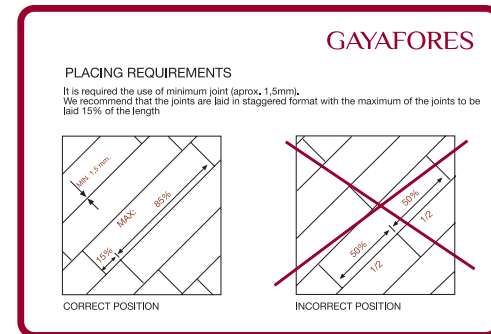 GAYAFORES
PLACING REQUIREMENTS
It is required the use of minimum joint (aprox. 1,5mm).
We recommend that the joints are laid in staggered format with the maximum of the joints to be
laid 15% of the length
MIN. 1,5 mm.
MAX:
85%
15%
50%
1/2
50%
1/2
CORRECT POSITION
INCORRECT POSITION